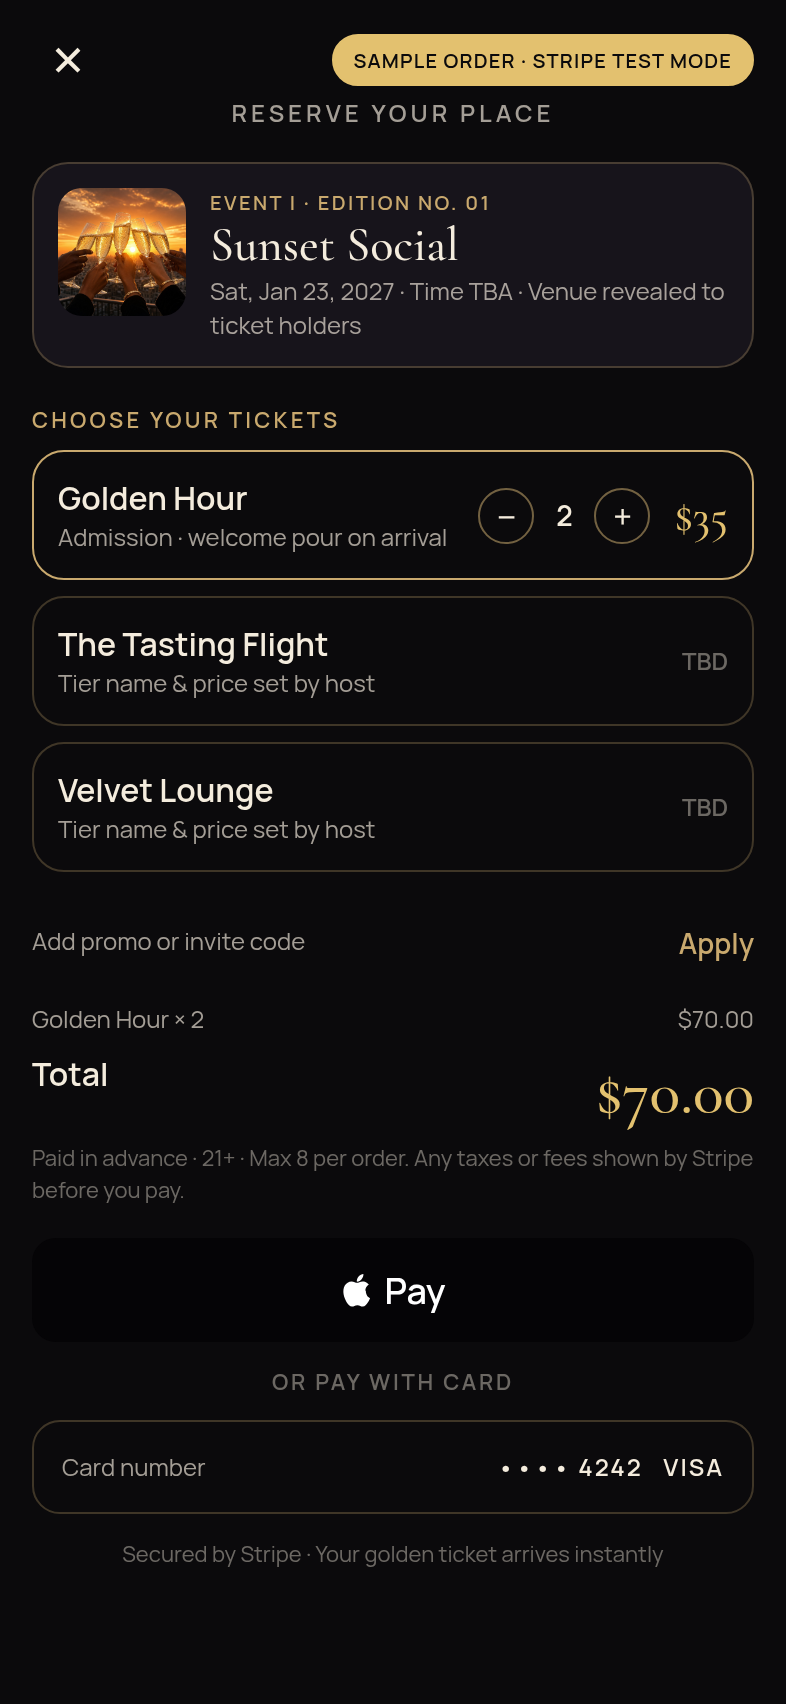 ✕
SAMPLE ORDER · STRIPE TEST MODE
RESERVE YOUR PLACE
EVENT I · EDITION NO. 01
Sunset Social
Sat, Jan 23, 2027 · Time TBA · Venue revealed to
ticket holders
CHOOSE YOUR TICKETS
Golden Hour
Admission · welcome pour on arrival
− 2 + $35
The Tasting Flight
Tier name & price set by host
TBD
Velvet Lounge
Tier name & price set by host
TBD
Add promo or invite code Apply
Golden Hour × 2 $70.00
Total $70.00
Paid in advance · 21+ · Max 8 per order. Any taxes or fees shown by Stripe
before you pay.
Pay
OR PAY WITH CARD
Card number •••• 4242 VISA
Secured by Stripe · Your golden ticket arrives instantly